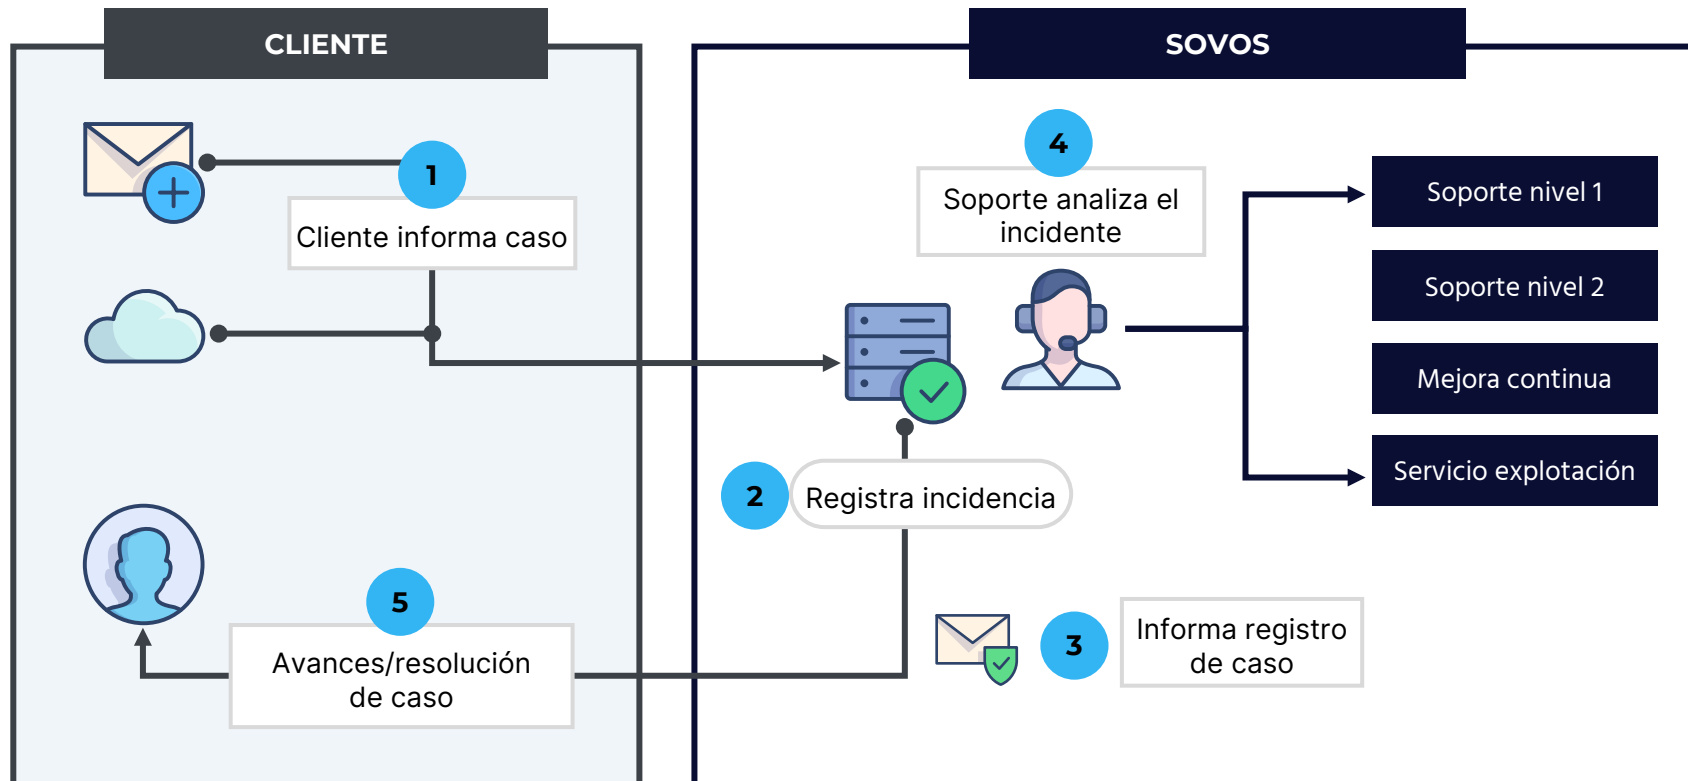 CLIENTE
SOVOS
1
Cliente informa caso
4
Soporte analiza el
incidente
Soporte nivel 1
Soporte nivel 2
Mejora continua
Servicio explotación
2
Registra incidencia
5
Avances/resolución
de caso
3
Informa registro
de caso